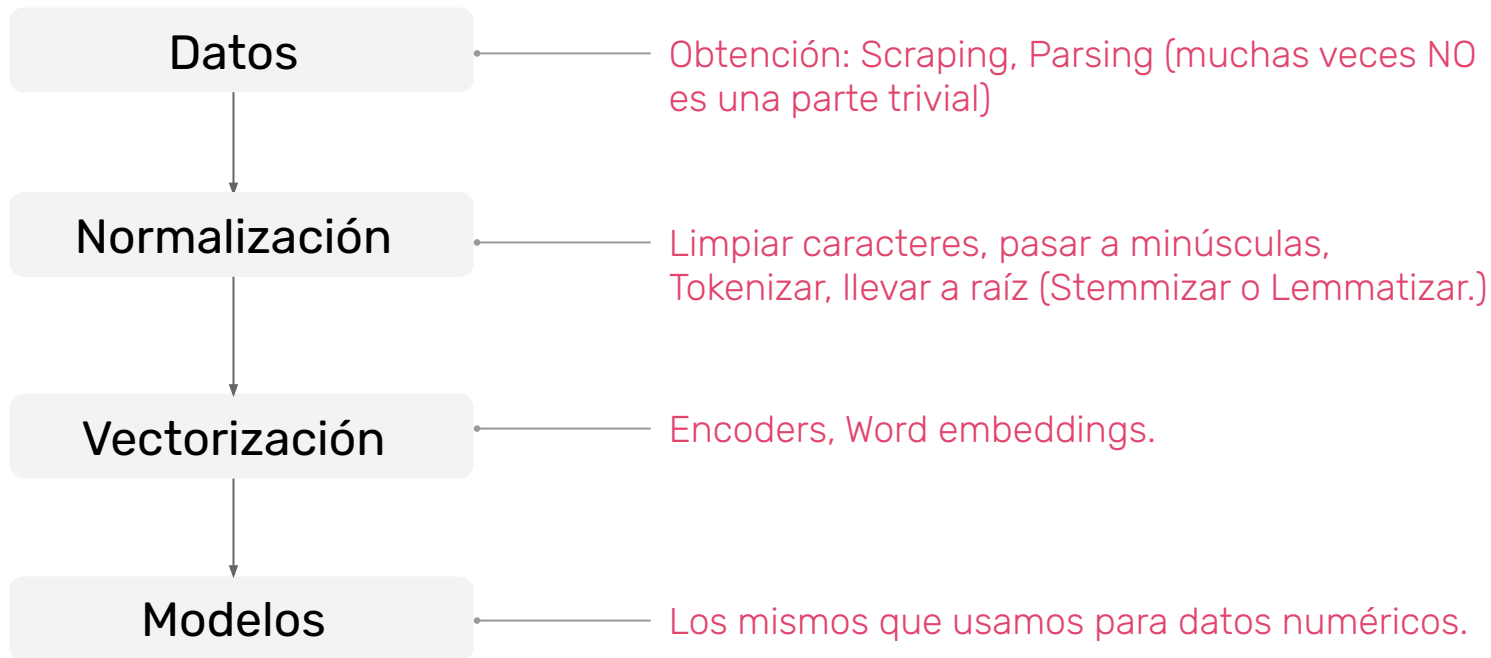 Datos
Obtención: Scraping, Parsing (muchas veces NO
es una parte trivial)
Normalización
Limpiar caracteres, pasar a minúsculas,
Tokenizar, llevar a raíz (Stemmizar o Lemmatizar.)
Vectorización
Encoders, Word embeddings.
Modelos
Los mismos que usamos para datos numéricos.